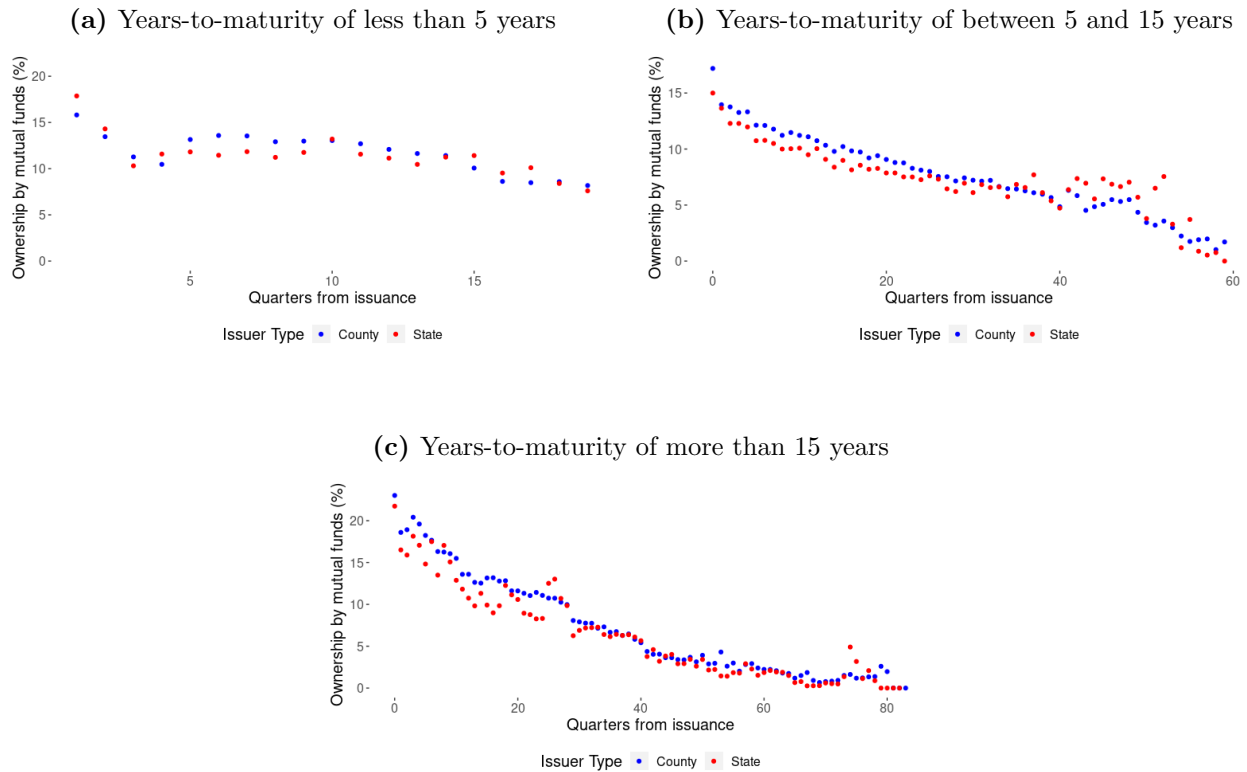 (a) Years-to-maturity of less than 5 years
Ownership by mutual funds (%)
20
15
10
5
0
5
10
15
Quarters from issuance
Issuer Type County State
(b) Years-to-maturity of between 5 and 15 years
Ownership by mutual funds (%)
15
10
5
0
0
20
40
60
Quarters from issuance
Issuer Type County State
(c) Years-to-maturity of more than 15 years
Ownership by mutual funds (%)
20
15
10
5
0
0
20
40
60
80
Quarters from issuance
Issuer Type County State